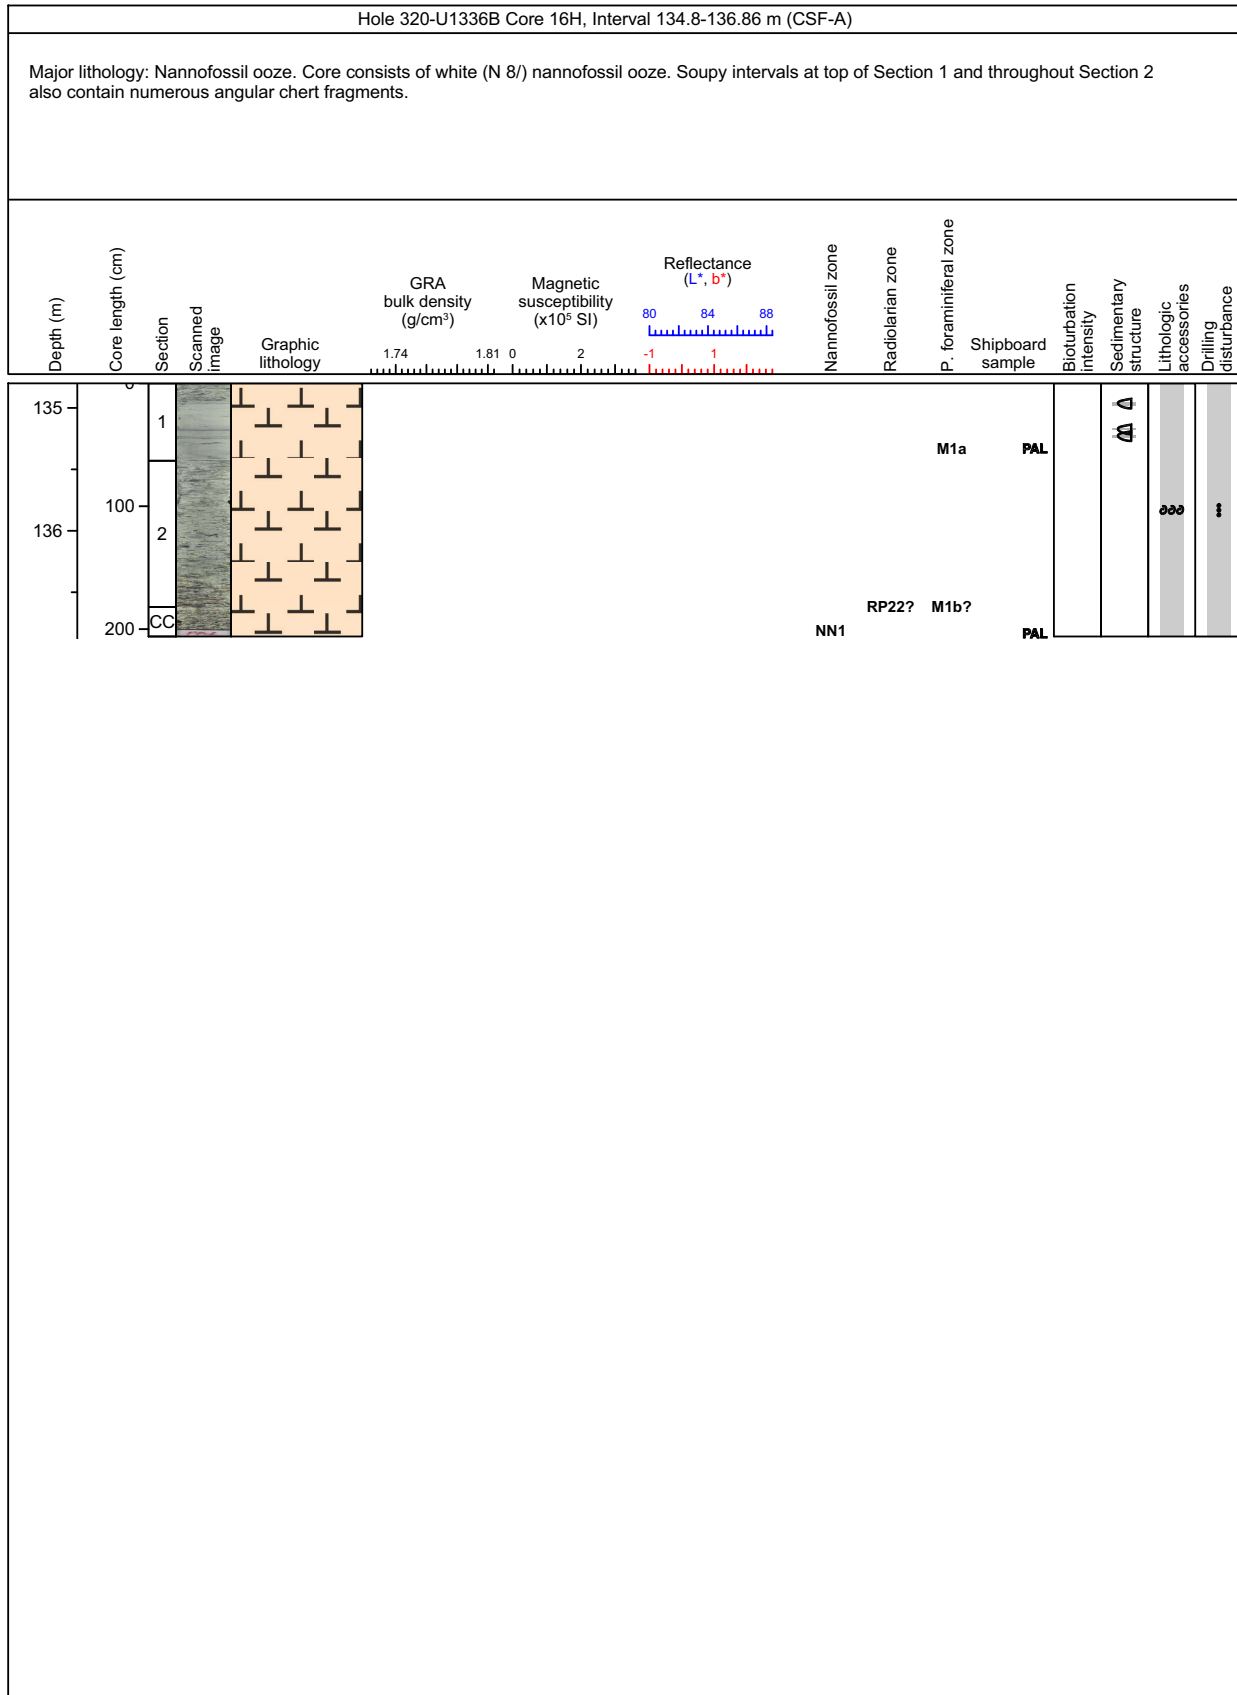 Hole 320-U1336B Core 16H, Interval 134.8-136.86 m (CSF-A)
Major lithology: Nannofossil ooze. Core consists of white (N 8/) nannofossil ooze. Soupy intervals at top of Section 1 and throughout Section 2
also contain numerous angular chert fragments.
Depth (m)
Core length (cm)
Section
Scanned
image
Graphic
lithology
GRA
bulk density
(g/cm³)
1.74 1.81
Magnetic
susceptibility
(x10⁵ SI)
0 2
Reflectance
(L*, b*)
80 84 88
-1 1
Nannofossil zone
Radiolarian zone
P. foraminiferal zone
Shipboard
sample
Bioturbation
intensity
Sedimentary
structure
Lithologic
accessories
Drilling
disturbance
0
135
1
M1a PAL
100
136
2
RP22? M1b?
CC
200
NN1
PAL